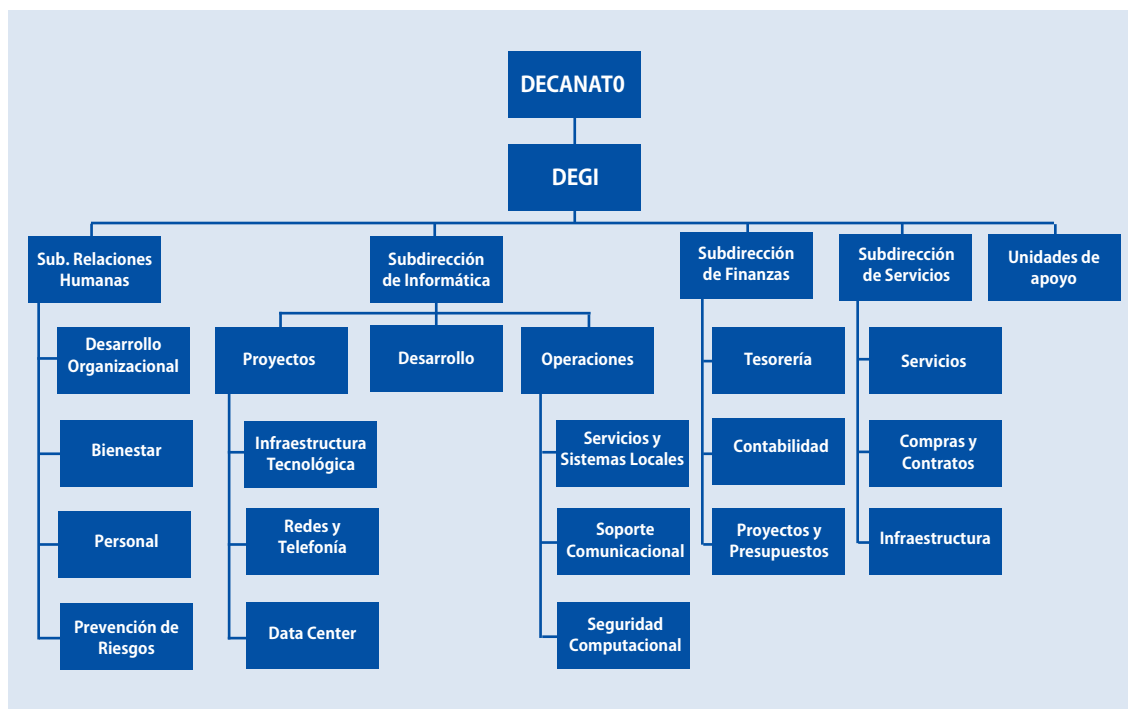 DECANAT0
DEGI
Sub. Relaciones
Humanas
Subdirección
de Informática
Subdirección
de Finanzas
Subdirección
de Servicios
Unidades de
apoyo
Desarrollo
Organizacional
Proyectos
Desarrollo
Operaciones
Tesorería
Servicios
Bienestar
Infraestructura
Tecnológica
Servicios y
Sistemas Locales
Contabilidad
Compras y
Contratos
Personal
Redes y
Telefonía
Soporte
Comunicacional
Proyectos y
Presupuestos
Infraestructura
Prevención de
Riesgos
Data Center
Seguridad
Computacional